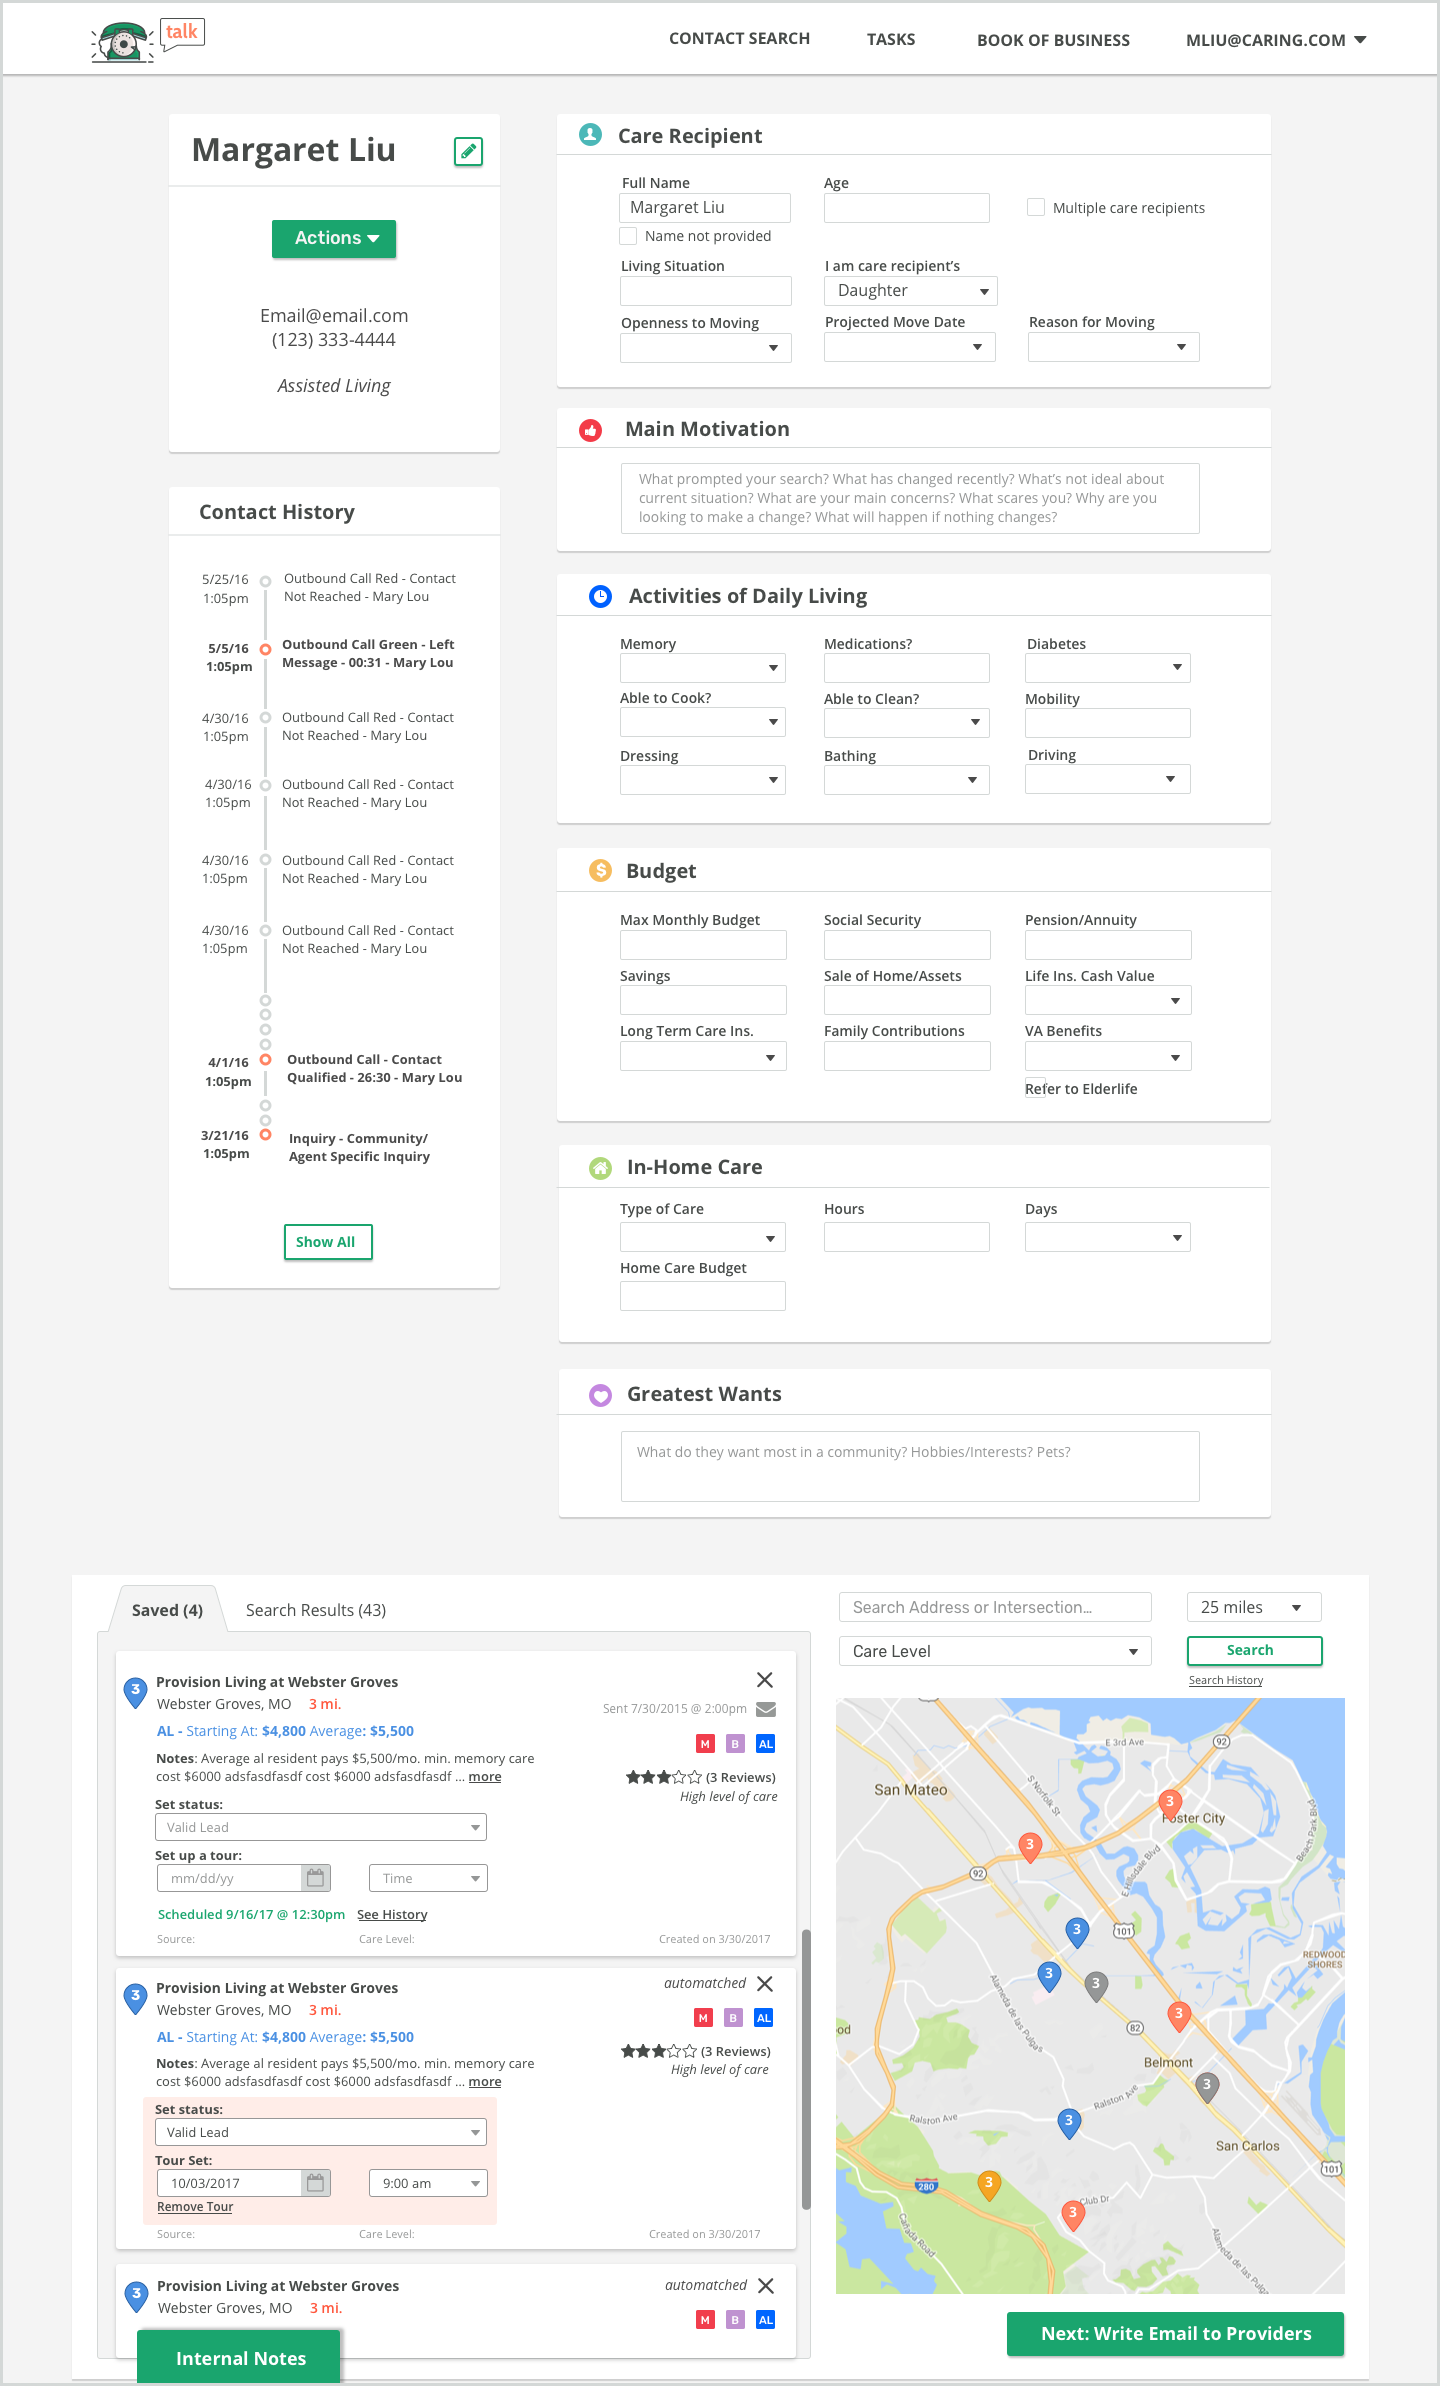 talk
CONTACT SEARCH
TASKS
BOOK OF BUSINESS
MLIU@CARING.COM
Margaret Liu
Actions
Email@email.com
(123) 333-4444
Assisted Living
Contact History
5/25/16
1:05pm
Outbound Call Red - Contact
Not Reached - Mary Lou
5/5/16
1:05pm
Outbound Call Green - Left
Message - 00:31 - Mary Lou
4/30/16
1:05pm
Outbound Call Red - Contact
Not Reached - Mary Lou
4/30/16
1:05pm
Outbound Call Red - Contact
Not Reached - Mary Lou
4/30/16
1:05pm
Outbound Call Red - Contact
Not Reached - Mary Lou
4/30/16
1:05pm
Outbound Call Red - Contact
Not Reached - Mary Lou
4/1/16
1:05pm
Outbound Call - Contact
Qualified - 26:30 - Mary Lou
3/21/16
1:05pm
Inquiry - Community/
Agent Specific Inquiry
Show All
Care Recipient
Full Name
Age
Margaret Liu
Multiple care recipients
Name not provided
Living Situation
I am care recipient's
Daughter
Openness to Moving
Projected Move Date
Reason for Moving
Main Motivation
What prompted your search? What has changed recently? What's not ideal about
current situation? What are your main concerns? What scares you? Why are you
looking to make a change? What will happen if nothing changes?
Activities of Daily Living
Memory
Medications?
Diabetes
Able to Cook?
Able to Clean?
Mobility
Dressing
Bathing
Driving
Budget
Max Monthly Budget
Social Security
Pension/Annuity
Savings
Sale of Home/Assets
Life Ins. Cash Value
Long Term Care Ins.
Family Contributions
VA Benefits
Refer to Elderlife
In-Home Care
Type of Care
Hours
Days
Home Care Budget
Greatest Wants
What do they want most in a community? Hobbies/Interests? Pets?
Saved (4)
Search Results (43)
3
Provision Living at Webster Groves
Webster Groves, MO 3 mi.
Sent 7/30/2015 @ 2:00pm
AL - Starting At: $4,800 Average: $5,500
M B AL
Notes: Average al resident pays $5,500/mo. min. memory care
cost $6000 adsfasdfasdf cost $6000 adsfasdfasdf ... more
(3 Reviews)
High level of care
Set status:
Valid Lead
Set up a tour:
mm/dd/yy
Time
Scheduled 9/16/17 @ 12:30pm See History
Source:
Care Level:
Created on 3/30/2017
3
Provision Living at Webster Groves
automatched
Webster Groves, MO 3 mi.
M B AL
AL - Starting At: $4,800 Average: $5,500
Notes: Average al resident pays $5,500/mo. min. memory care
cost $6000 adsfasdfasdf cost $6000 adsfasdfasdf ... more
(3 Reviews)
High level of care
Set status:
Valid Lead
Tour Set:
10/03/2017
9:00 am
Remove Tour
Source:
Care Level:
Created on 3/30/2017
3
Provision Living at Webster Groves
automatched
Webster Groves, MO 3 mi.
M B AL
Internal Notes
Search Address or Intersection...
25 miles
Care Level
Search
Search History
E 3rd Ave
92
San Mateo
S Norfolk St
3
Foster City
Beach Park Blvd
3
92
E Hillsdale Blvd
3
101
REDWOOD
SHORES
3
3
Alameda de las Pulgas
3
82
od
Belmont
3
Ralston Ave
Ralston Ave
3
San Carlos
101
280
3
Club Dr
3
Cañada Road
Alameda de las Pulgas
Next: Write Email to Providers